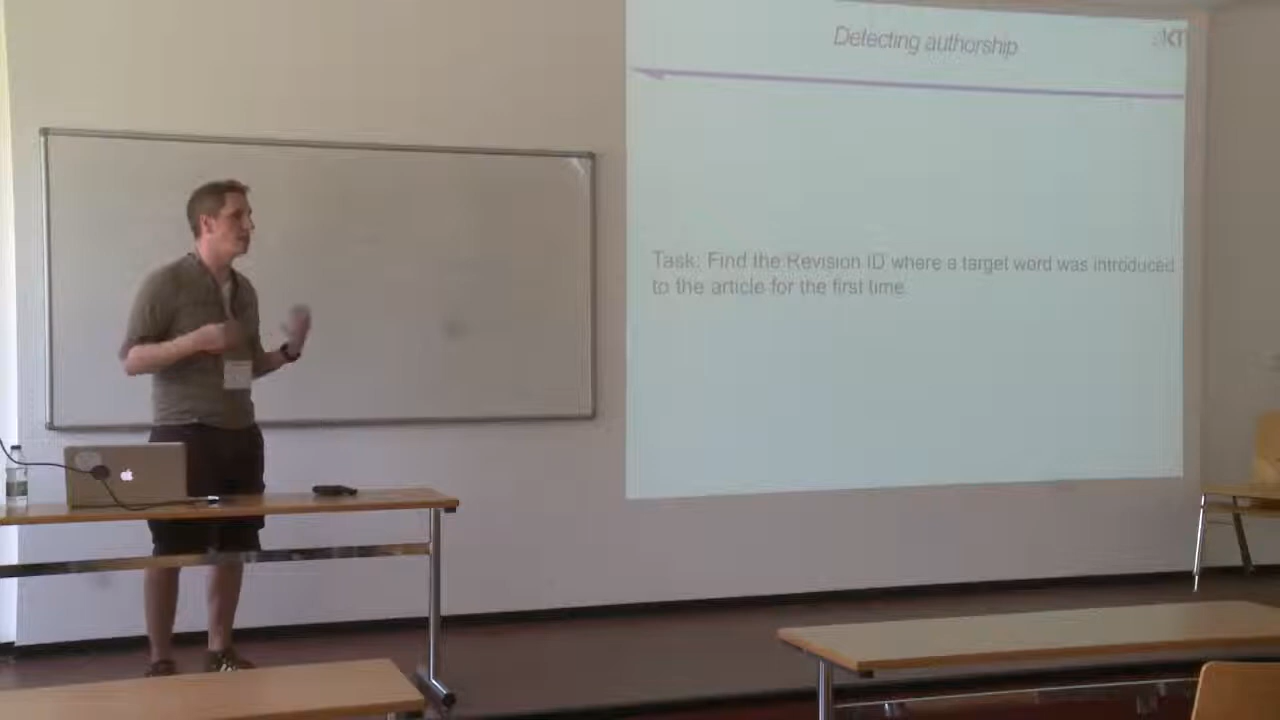 Detecting authorship
Task: Find the Revision ID where a target word was introduced
to the article for the first time.